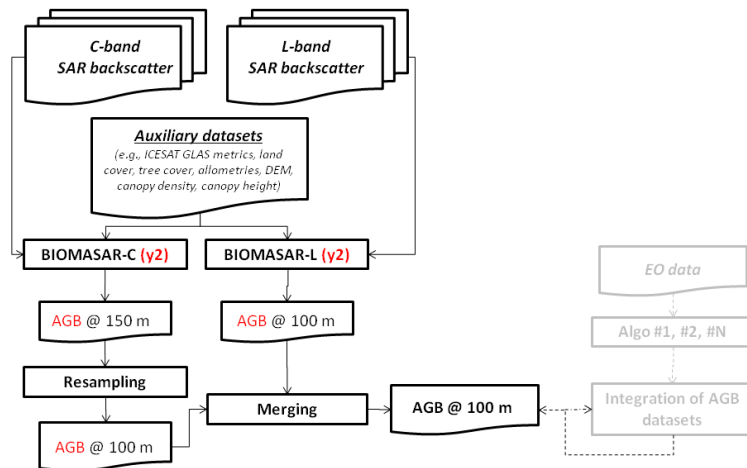 C-band
SAR backscatter
L-band
SAR backscatter
Auxiliary datasets
(e.g., ICESAT GLAS metrics, land
cover, tree cover, allometries, DEM,
canopy density, canopy height)
BIOMASAR-C (y2)
BIOMASAR-L (y2)
EO data
AGB @ 150 m
AGB @ 100 m
Algo #1, #2, #N
Resampling
Merging
AGB @ 100 m
Integration of AGB
datasets
AGB @ 100 m